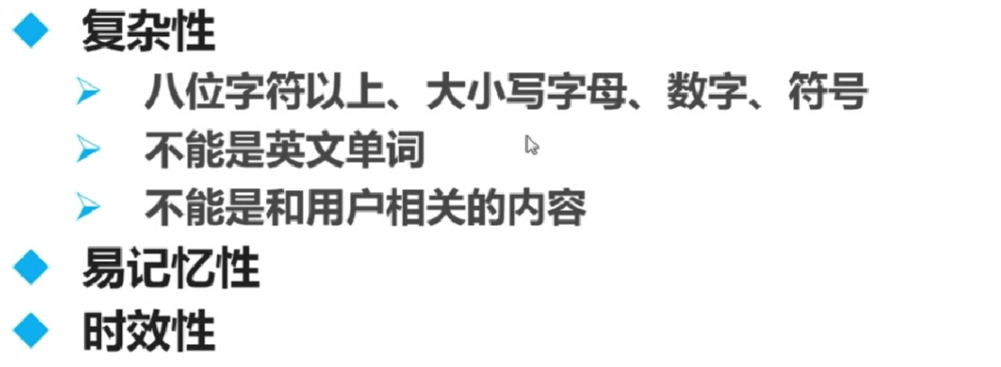 复杂性
八位字符以上、大小写字母、数字、符号
不能是英文单词
不能是和用户相关的内容
易记忆性
时效性